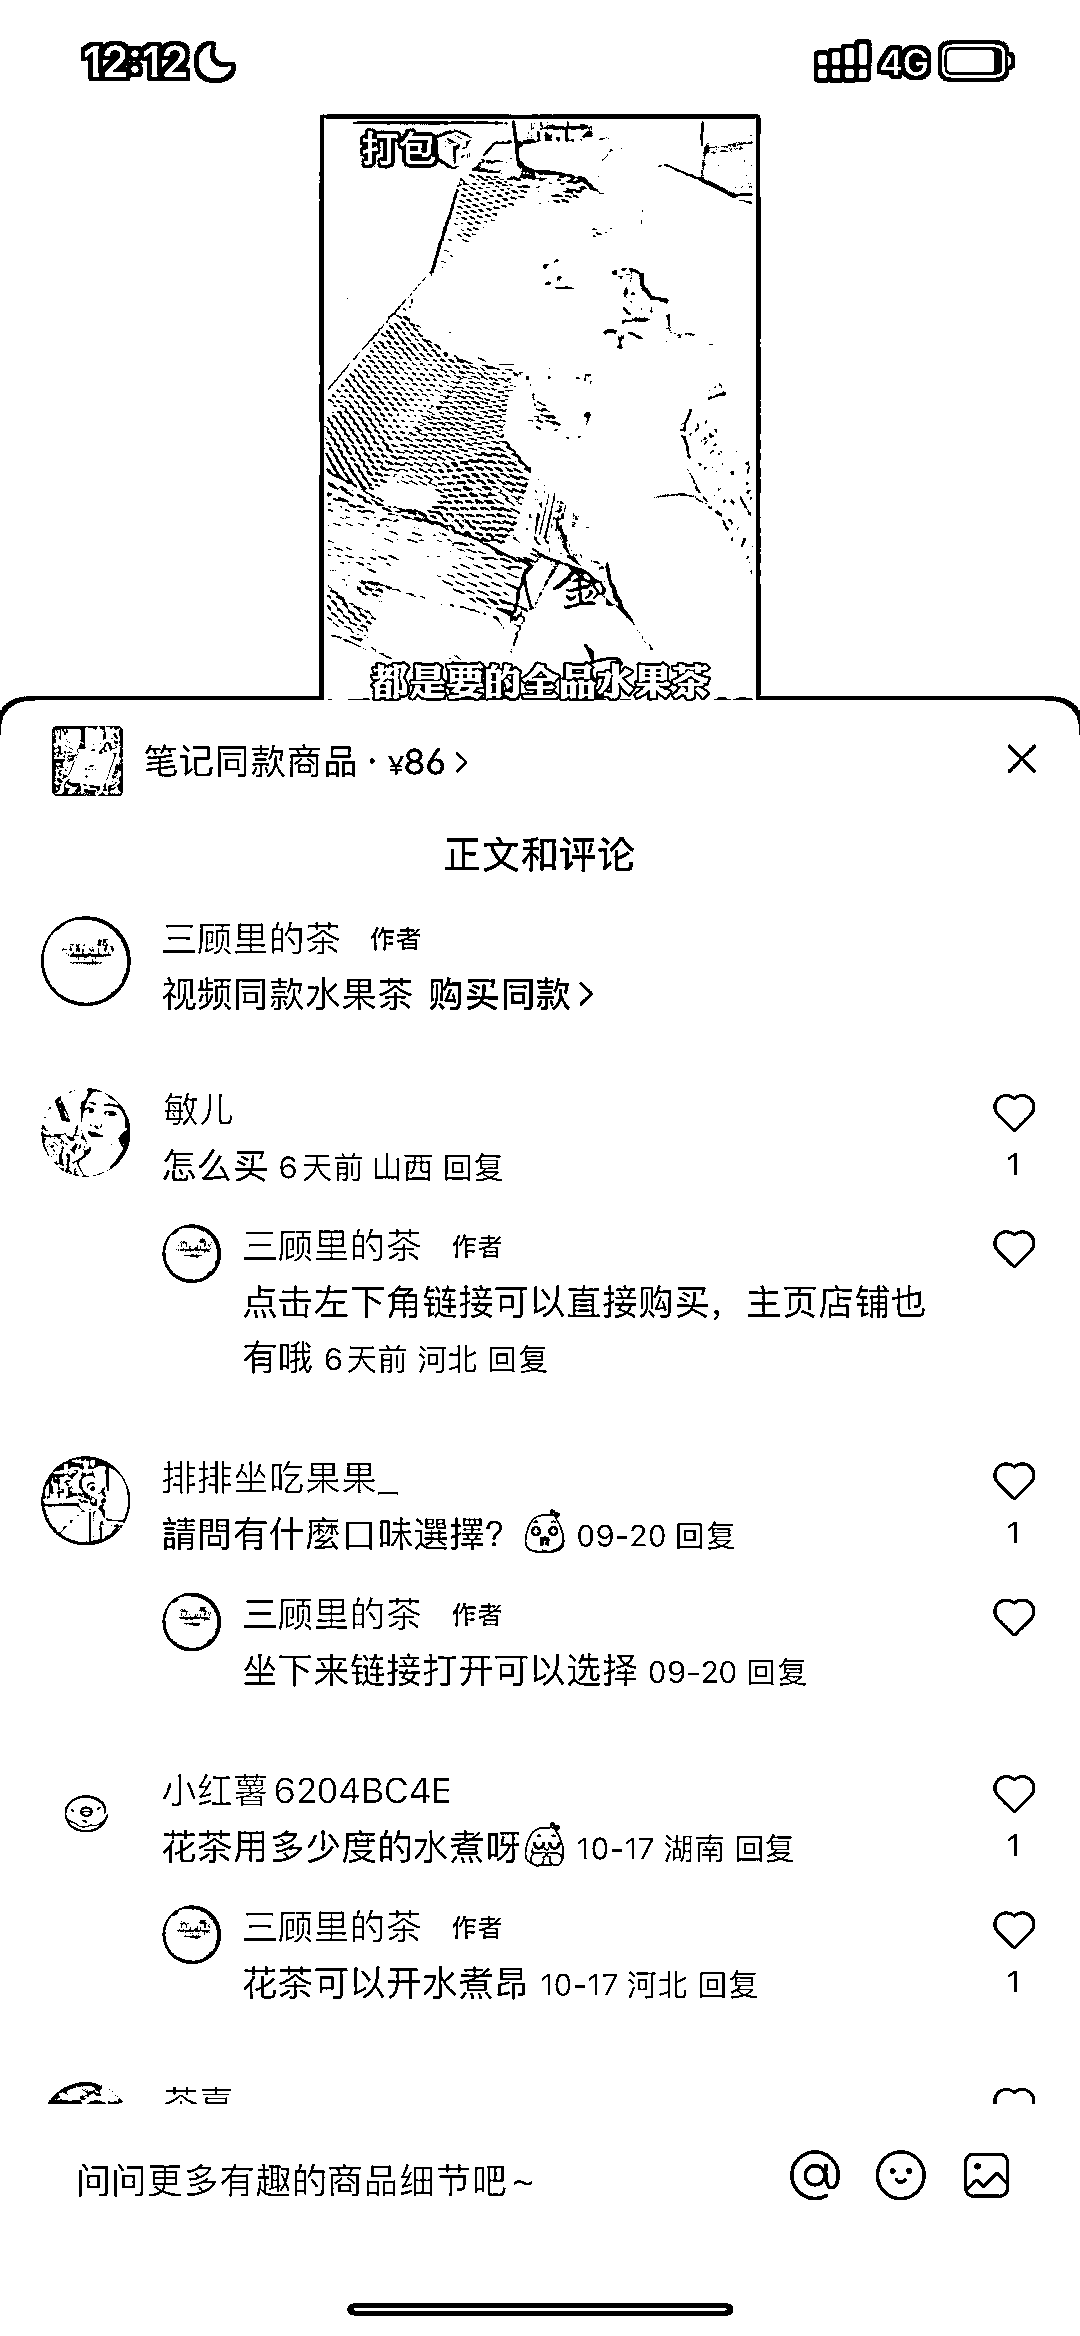 12:12
4G
打包
都是要的全品水果茶
笔记同款商品 · ¥86 >
正文和评论
三顾里的茶 作者
视频同款水果茶 购买同款 >
敏儿
怎么买 6天前 山西 回复
1
三顾里的茶 作者
点击左下角链接可以直接购买，主页店铺也
有哦 6天前 河北 回复
排排坐吃果果_
請問有什麼口味選擇？ 09-20 回复
1
三顾里的茶 作者
坐下来链接打开可以选择 09-20 回复
小红薯6204BC4E
花茶用多少度的水煮呀 10-17 湖南 回复
1
三顾里的茶 作者
花茶可以开水煮昂 10-17 河北 回复
1
问问更多有趣的商品细节吧~